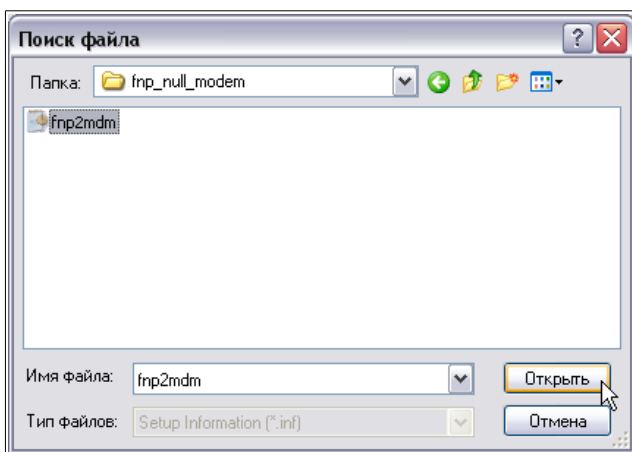 Поиск файла
Папка: fnp_null_modem
fnp2mdm
Имя файла: fnp2mdm Открыть
Тип файлов: Setup Information (*.inf) Отмена